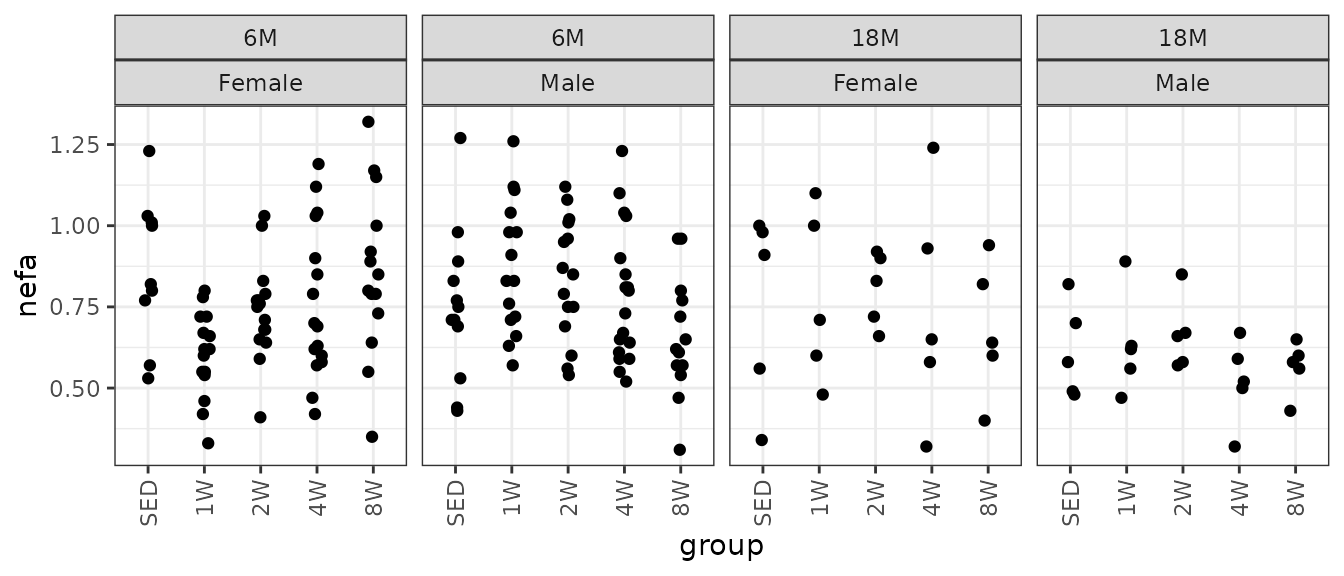 6M 6M 18M 18M
Female Male Female Male
1.25
1.00
0.75
0.50
nefa
SED 1W 2W 4W 8W SED 1W 2W 4W 8W SED 1W 2W 4W 8W SED 1W 2W 4W 8W
group